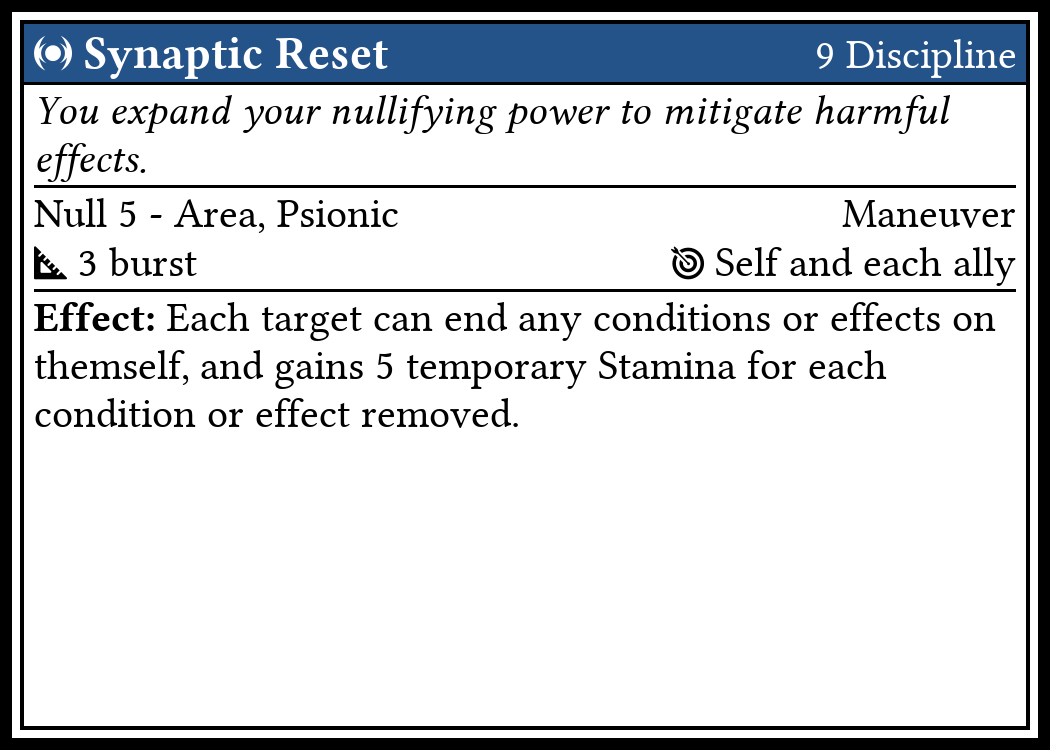 Synaptic Reset 9 Discipline
You expand your nullifying power to mitigate harmful
effects.
Null 5 - Area, Psionic Maneuver
3 burst Self and each ally
Effect: Each target can end any conditions or effects on
themself, and gains 5 temporary Stamina for each
condition or effect removed.